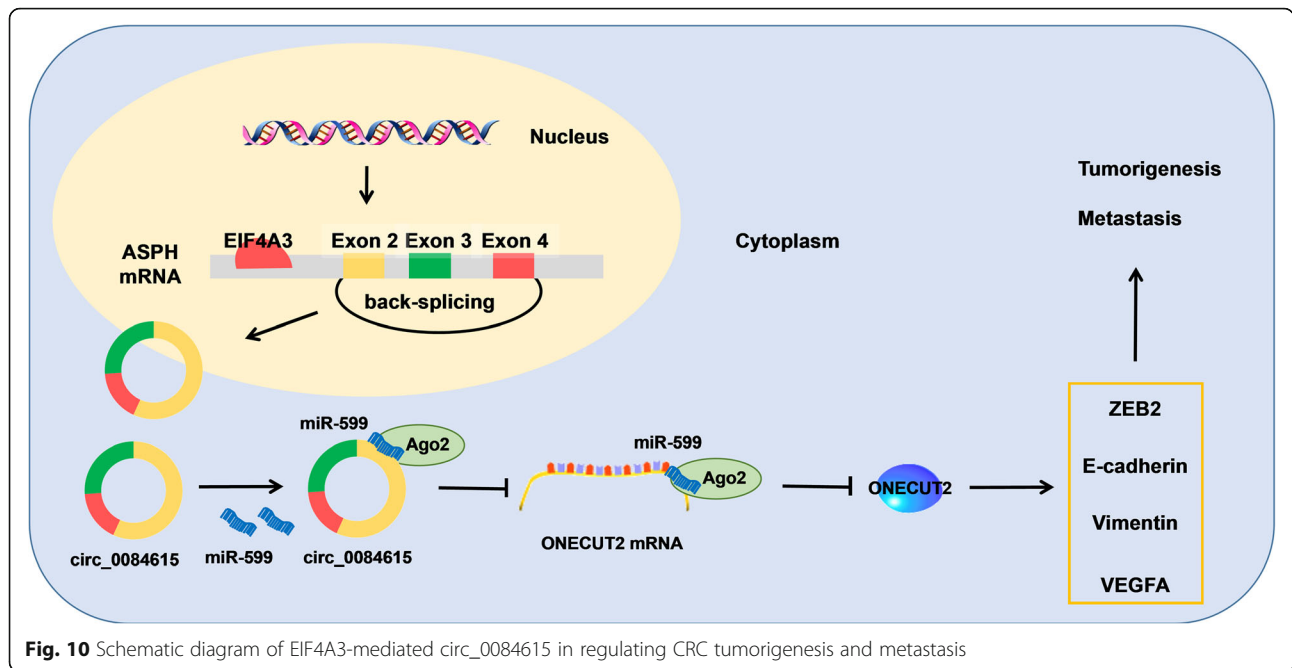 Nucleus
Tumorigenesis
Metastasis
Cytoplasm
ASPH
mRNA
EIF4A3
Exon 2
Exon 3
Exon 4
back-splicing
circ_0084615
miR-599
miR-599
Ago2
circ_0084615
miR-599
Ago2
ONECUT2 mRNA
ONECUT2
ZEB2
E-cadherin
Vimentin
VEGFA
Fig. 10 Schematic diagram of EIF4A3-mediated circ_0084615 in regulating CRC tumorigenesis and metastasis